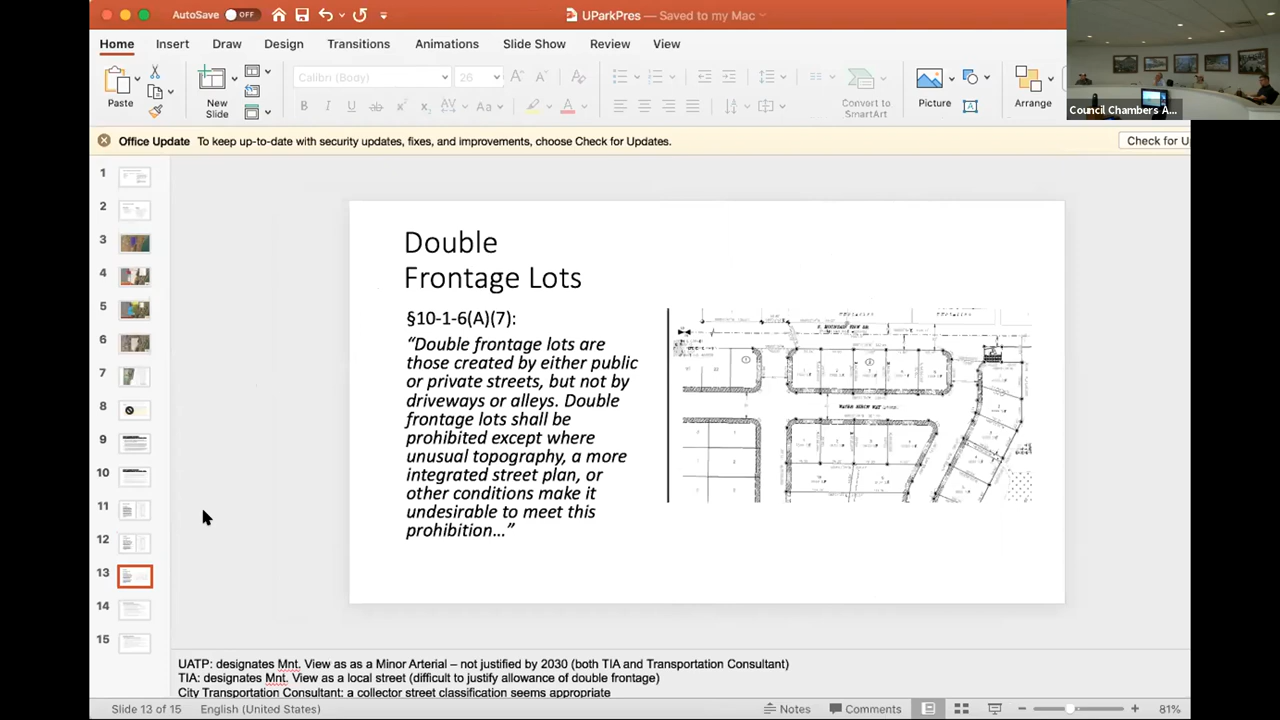 AutoSave OFF
UParkPres — Saved to my Mac
Home Insert Draw Design Transitions Animations Slide Show Review View
Paste
New
Slide
Calibri (Body) 26
Convert to
SmartArt
Picture
Arrange
Council Chambers A...
Office Update To keep up-to-date with security updates, fixes, and improvements, choose Check for Updates.
Check for U
1
2
3
4
5
6
7
8
9
10
11
12
13
14
15
Double
Frontage Lots
§10-1-6(A)(7):
“Double frontage lots are
those created by either public
or private streets, but not by
driveways or alleys. Double
frontage lots shall be
prohibited except where
unusual topography, a more
integrated street plan, or
other conditions make it
undesirable to meet this
prohibition…”
UATP: designates Mnt. View as as a Minor Arterial – not justified by 2030 (both TIA and Transportation Consultant)
TIA: designates Mnt. View as a local street (difficult to justify allowance of double frontage)
City Transportation Consultant: a collector street classification seems appropriate
Slide 13 of 15 English (United States) Notes Comments 81%